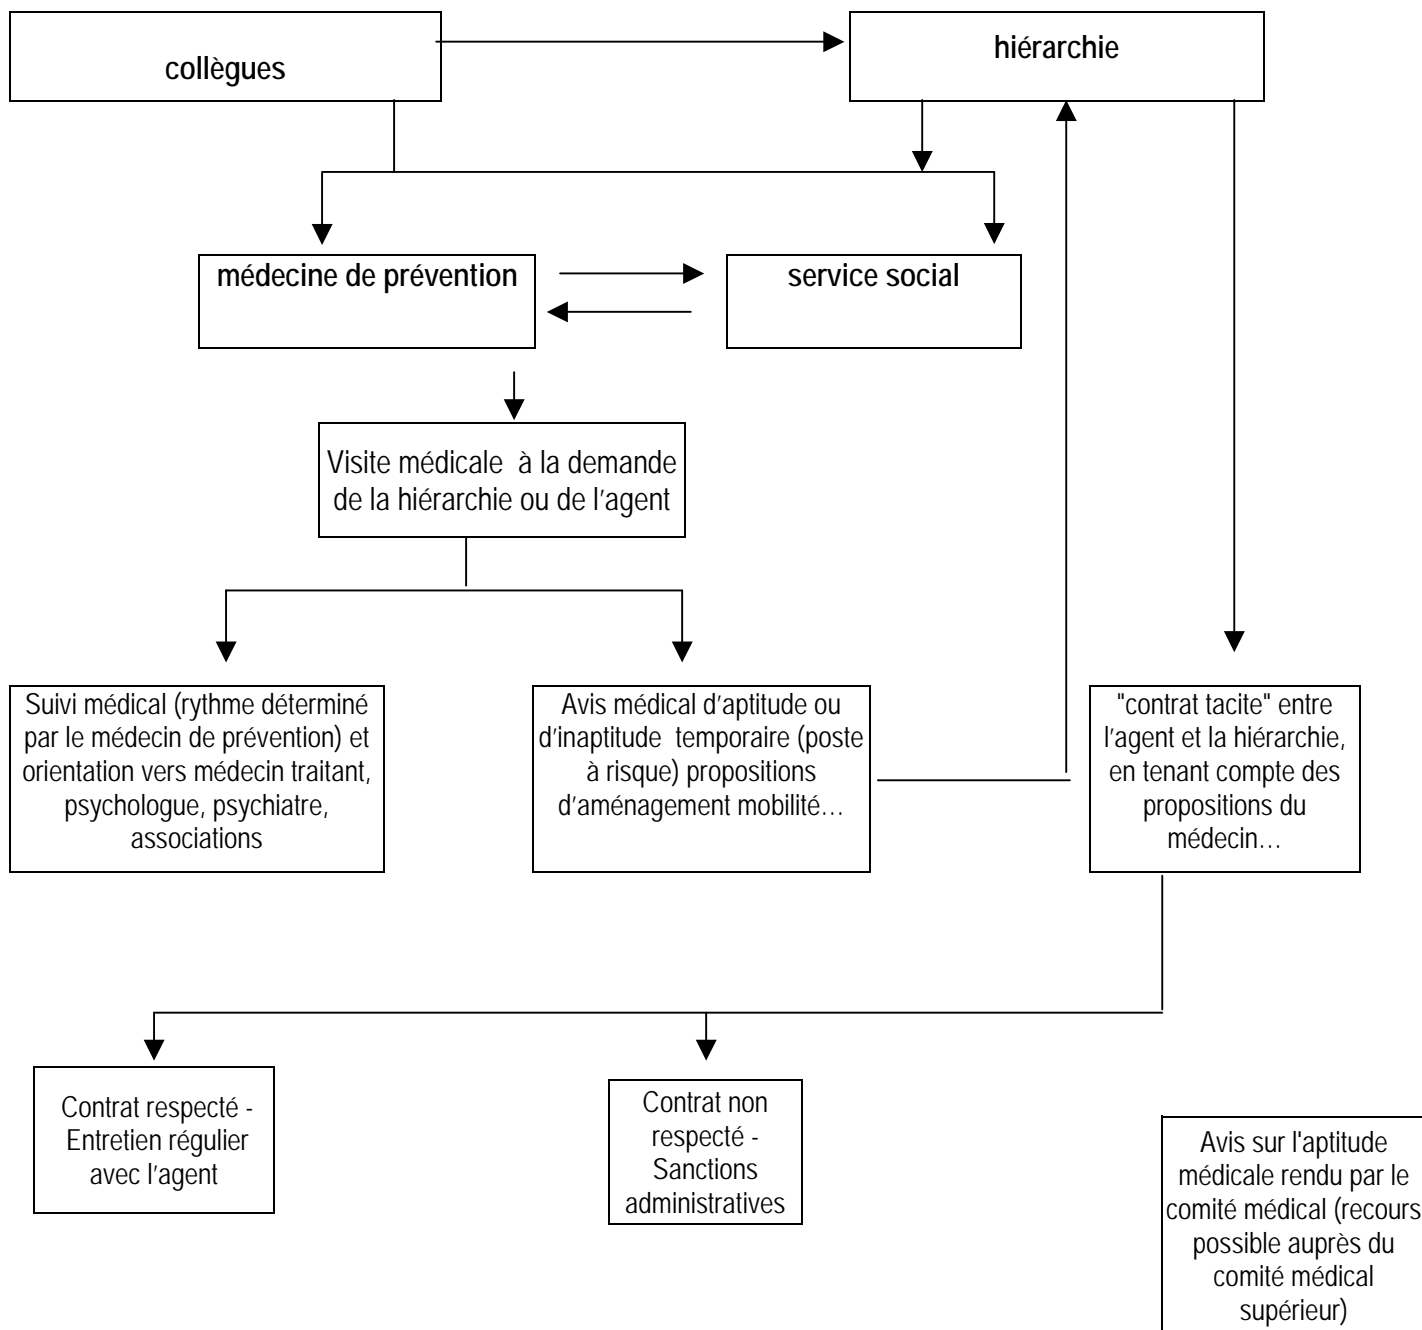 collègues
hiérarchie
médecine de prévention
service social
Visite médicale à la demande
de la hiérarchie ou de l'agent
Suivi médical (rythme déterminé
par le médecin de prévention) et
orientation vers médecin traitant,
psychologue, psychiatre,
associations
Avis médical d'aptitude ou
d'inaptitude temporaire (poste
à risque) propositions
d'aménagement mobilité…
"contrat tacite" entre
l'agent et la hiérarchie,
en tenant compte des
propositions du
médecin…
Contrat respecté -
Entretien régulier
avec l'agent
Contrat non
respecté -
Sanctions
administratives
Avis sur l'aptitude
médicale rendu par le
comité médical (recours
possible auprès du
comité médical
supérieur)